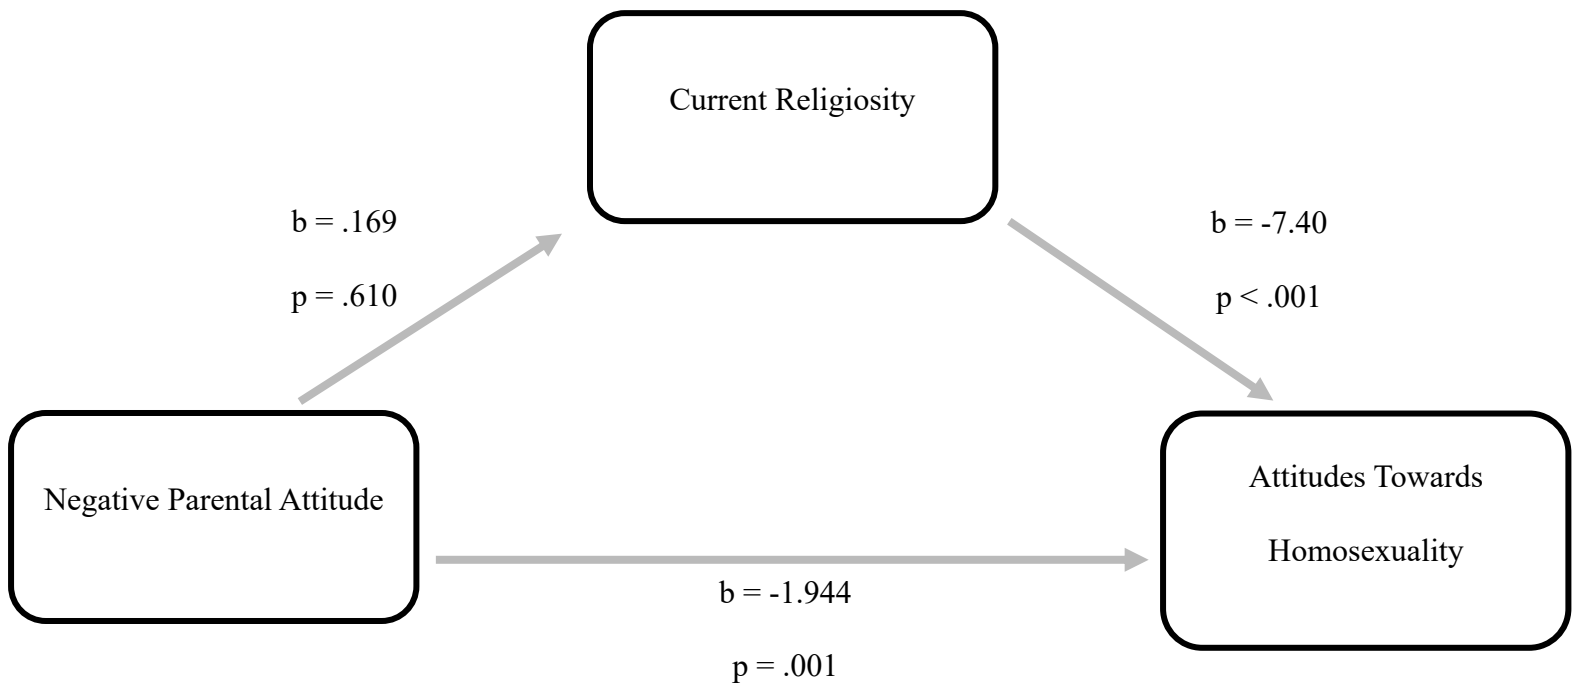 Current Religiosity
b = .169
p = .610
b = -7.40
p < .001
Negative Parental Attitude
Attitudes Towards
Homosexuality
b = -1.944
p = .001